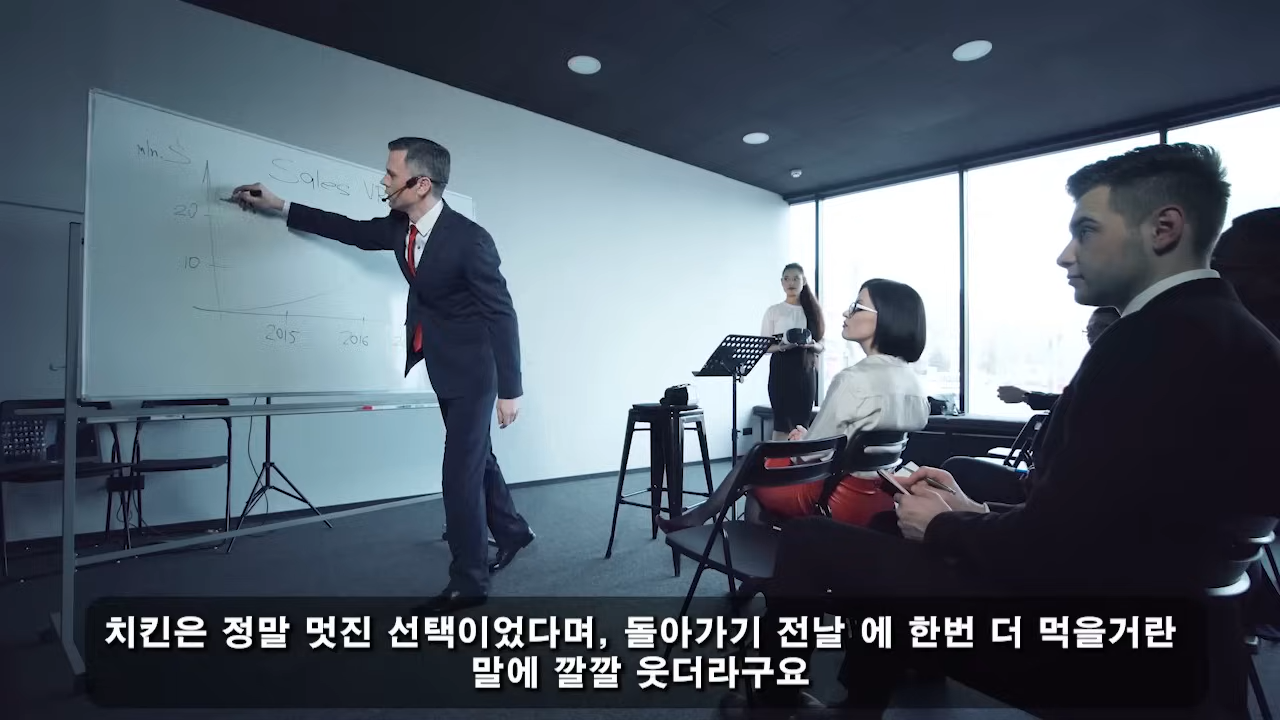 mln. $
Sales
20
10
2015
2016
치킨은 정말 멋진 선택이었다며, 돌아가기 전날 에 한번 더 먹을거란
말에 깔깔 웃더라구요